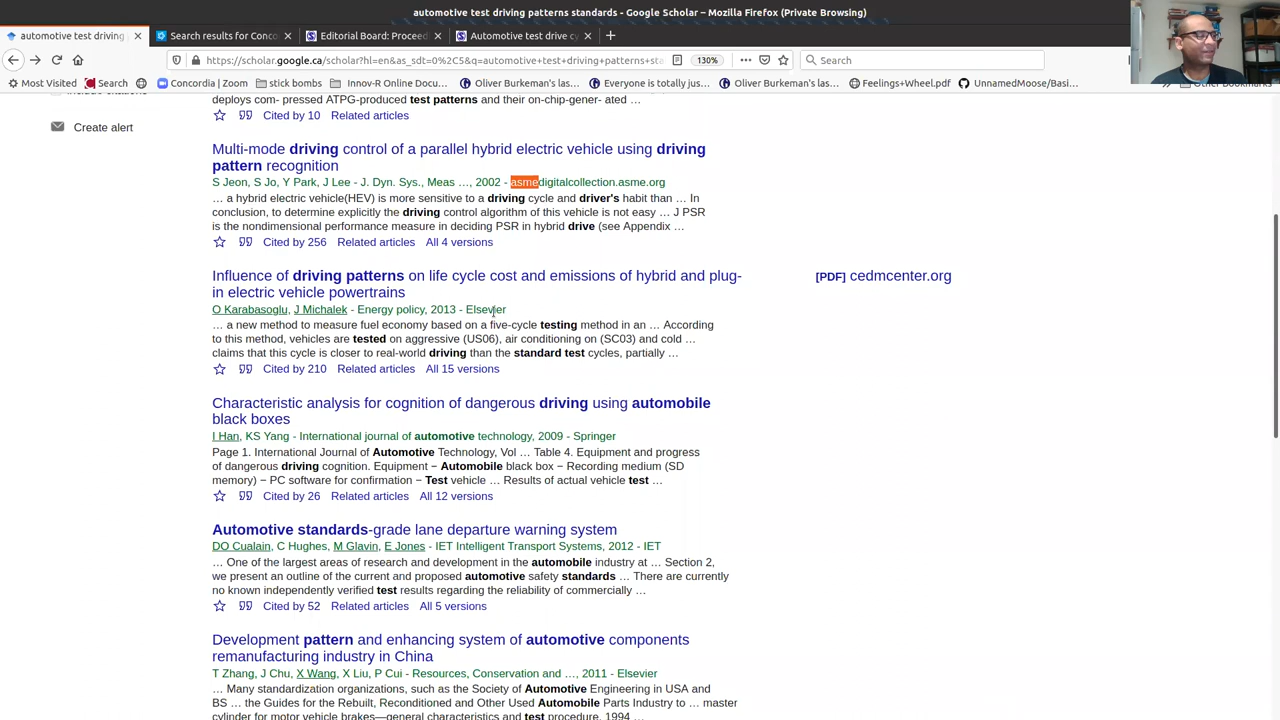 automotive test driving patterns standards - Google Scholar – Mozilla Firefox (Private Browsing)
automotive test driving p
Search results for Conco
Editorial Board: Proceed
Automotive test drive cy
https://scholar.google.ca/scholar?hl=en&as_sdt=0%2C5&q=automotive+test+driving+patterns+sta
130%
Search
Most Visited
Search
Concordia | Zoom
stick bombs
Innov-R Online Docu…
Oliver Burkeman's las…
Everyone is totally jus…
Oliver Burkeman's las…
Feelings+Wheel.pdf
UnnamedMoose/Basi…
Other Bookmarks
include citations
Create alert
deploys com- pressed ATPG-produced test patterns and their on-chip-gener- ated …
Cited by 10 Related articles
Multi-mode driving control of a parallel hybrid electric vehicle using driving
pattern recognition
S Jeon, S Jo, Y Park, J Lee - J. Dyn. Sys., Meas …, 2002 - asmedigitalcollection.asme.org
… a hybrid electric vehicle(HEV) is more sensitive to a driving cycle and driver's habit than … In
conclusion, to determine explicitly the driving control algorithm of this vehicle is not easy … J PSR
is the nondimensional performance measure in deciding PSR in hybrid drive (see Appendix …
Cited by 256 Related articles All 4 versions
Influence of driving patterns on life cycle cost and emissions of hybrid and plug-
in electric vehicle powertrains
[PDF] cedmcenter.org
O Karabasoglu, J Michalek - Energy policy, 2013 - Elsevier
… a new method to measure fuel economy based on a five-cycle testing method in an … According
to this method, vehicles are tested on aggressive (US06), air conditioning on (SC03) and cold …
claims that this cycle is closer to real-world driving than the standard test cycles, partially …
Cited by 210 Related articles All 15 versions
Characteristic analysis for cognition of dangerous driving using automobile
black boxes
I Han, KS Yang - International journal of automotive technology, 2009 - Springer
Page 1. International Journal of Automotive Technology, Vol … Table 4. Equipment and progress
of dangerous driving cognition. Equipment − Automobile black box − Recording medium (SD
memory) − PC software for confirmation − Test vehicle … Results of actual vehicle test …
Cited by 26 Related articles All 12 versions
Automotive standards-grade lane departure warning system
DO Cualain, C Hughes, M Glavin, E Jones - IET Intelligent Transport Systems, 2012 - IET
… One of the largest areas of research and development in the automobile industry at … Section 2,
we present an outline of the current and proposed automotive safety standards … There are currently
no known independently verified test results regarding the reliability of commercially …
Cited by 52 Related articles All 5 versions
Development pattern and enhancing system of automotive components
remanufacturing industry in China
T Zhang, J Chu, X Wang, X Liu, P Cui - Resources, Conservation and …, 2011 - Elsevier
… Many standardization organizations, such as the Society of Automotive Engineering in USA and
BS … the Guides for the Rebuilt, Reconditioned and Other Used Automobile Parts Industry to … master
cylinder for motor vehicle brakes—general characteristics and test procedure, 1994 …